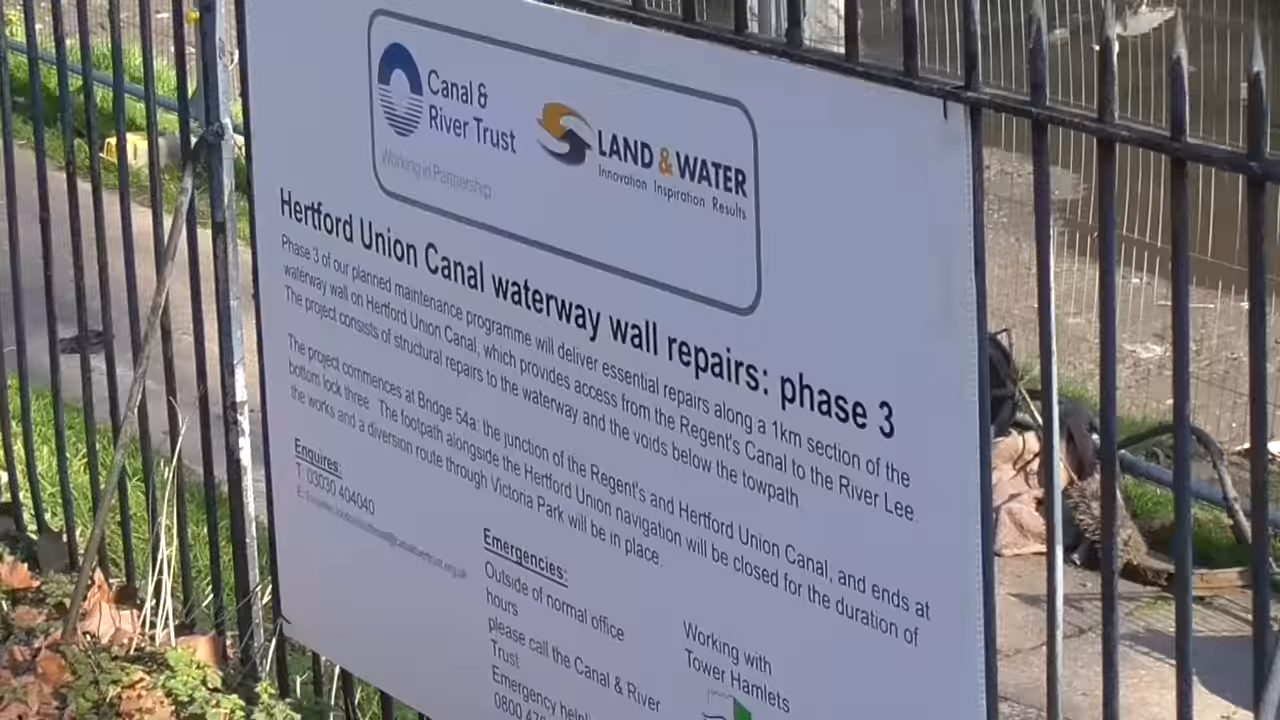 Canal &
River Trust
Working in Partnership
LAND & WATER
Innovation Inspiration Results
Hertford Union Canal waterway wall repairs: phase 3
Phase 3 of our planned maintenance programme will deliver essential repairs along a 1km section of the
waterway wall on Hertford Union Canal, which provides access from the Regent's Canal to the River Lee.
The project consists of structural repairs to the waterway and the voids below the towpath
The project commences at Bridge 54a: the junction of the Regent's and Hertford Union Canal, and ends at
bottom lock three. The footpath alongside the Hertford Union navigation will be closed for the duration of
the works and a diversion route through Victoria Park will be in place.
Enquires:
T: 03030 404040
Emergencies:
Outside of normal office
hours
please call the Canal & River
Trust
Emergency
0800
Working with
Tower Hamlets